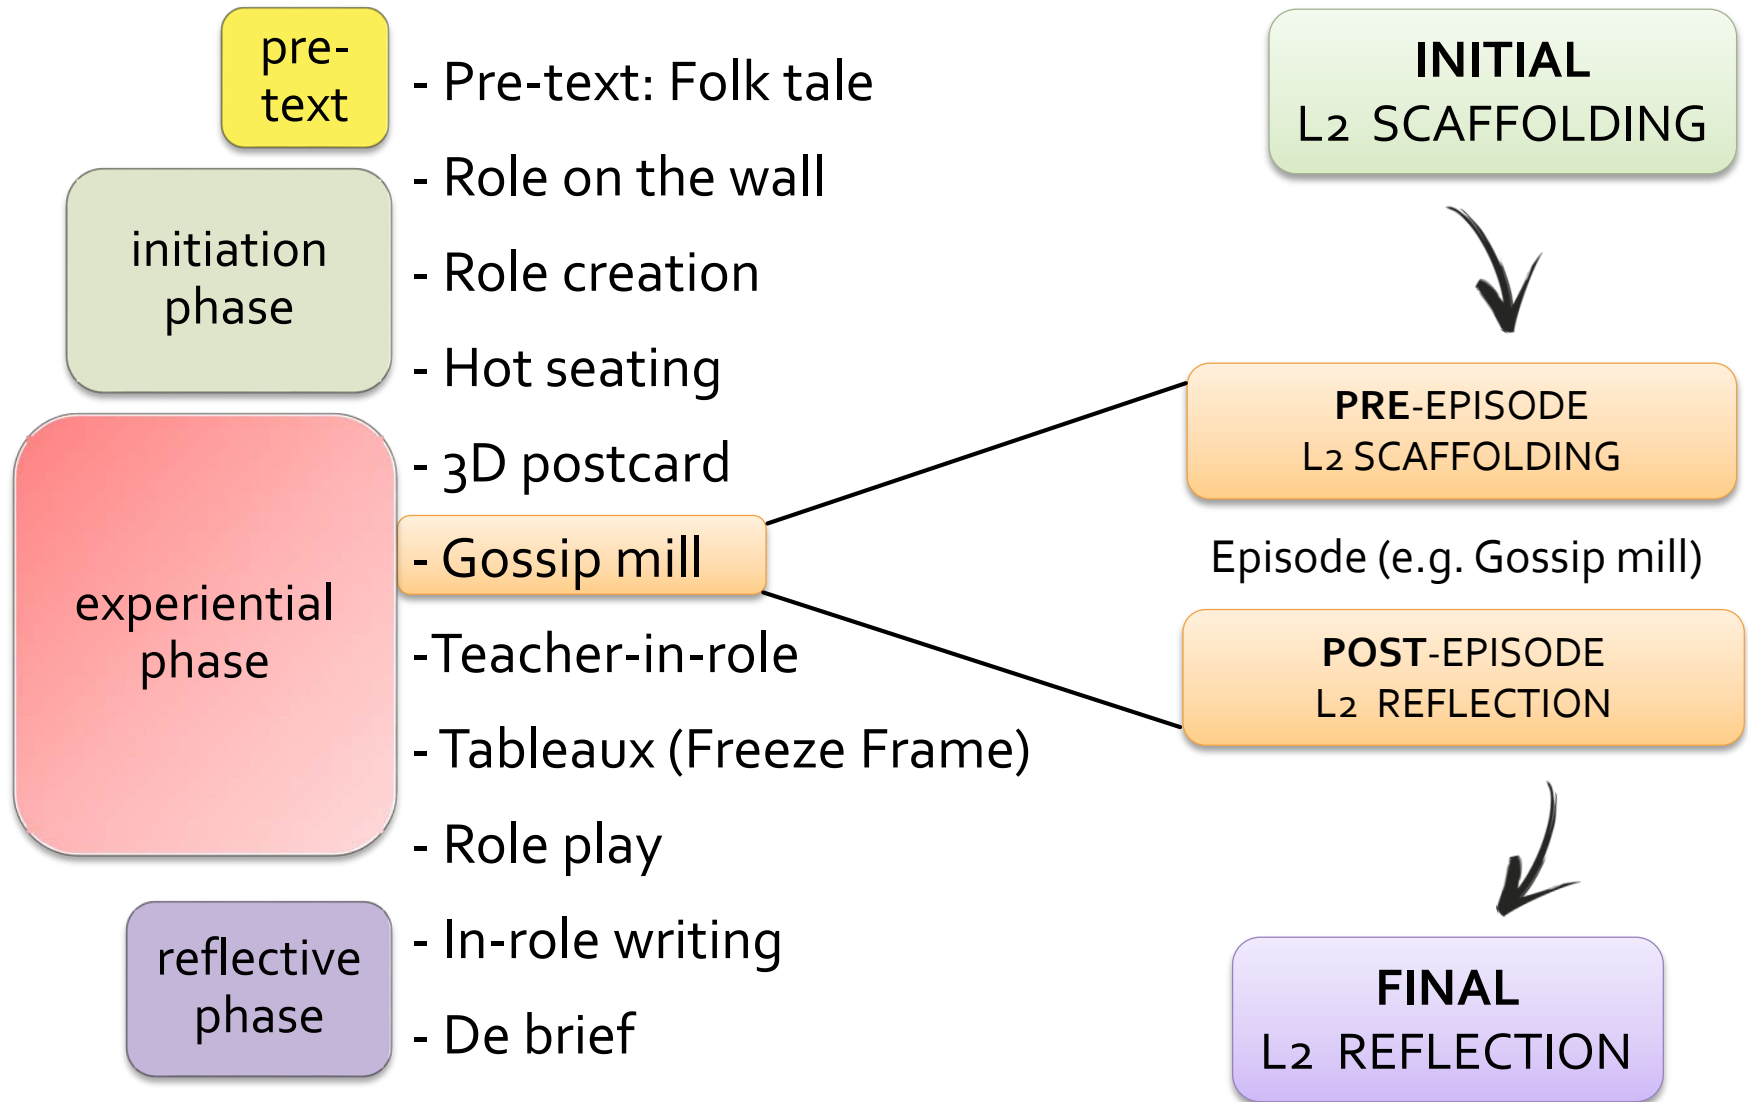 pre-
text
initiation
phase
experiential
phase
reflective
phase
- Pre-text: Folk tale
- Role on the wall
- Role creation
- Hot seating
- 3D postcard
- Gossip mill
-Teacher-in-role
- Tableaux (Freeze Frame)
- Role play
- In-role writing
- De brief
INITIAL
L2 SCAFFOLDING
PRE-EPISODE
L2 SCAFFOLDING
Episode (e.g. Gossip mill)
POST-EPISODE
L2 REFLECTION
FINAL
L2 REFLECTION